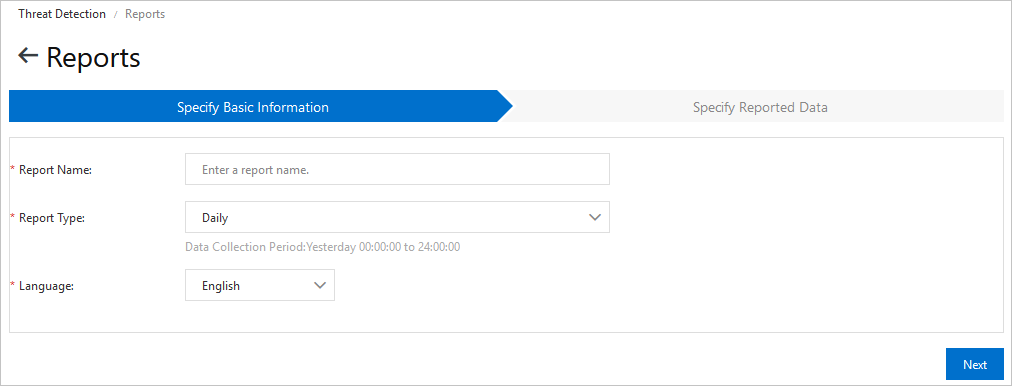 Threat Detection / Reports
← Reports
Specify Basic Information
Specify Reported Data
* Report Name:
Enter a report name.
* Report Type:
Daily
Data Collection Period:Yesterday 00:00:00 to 24:00:00
* Language:
English
Next